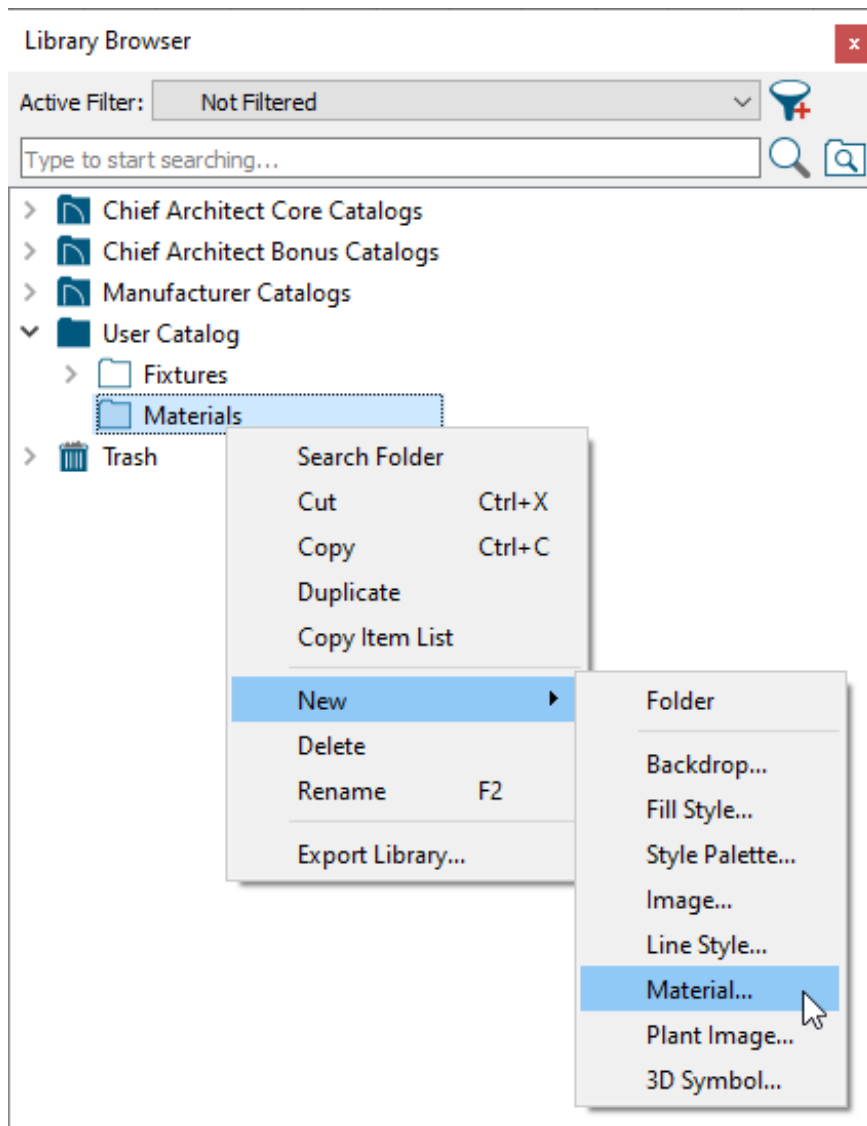 Library Browser
x
Active Filter: Not Filtered
Type to start searching...
Chief Architect Core Catalogs
Chief Architect Bonus Catalogs
Manufacturer Catalogs
User Catalog
Fixtures
Materials
Trash
Search Folder
Cut Ctrl+X
Copy Ctrl+C
Duplicate
Copy Item List
New
Delete
Rename F2
Export Library...
Folder
Backdrop...
Fill Style...
Style Palette...
Image...
Line Style...
Material...
Plant Image...
3D Symbol...